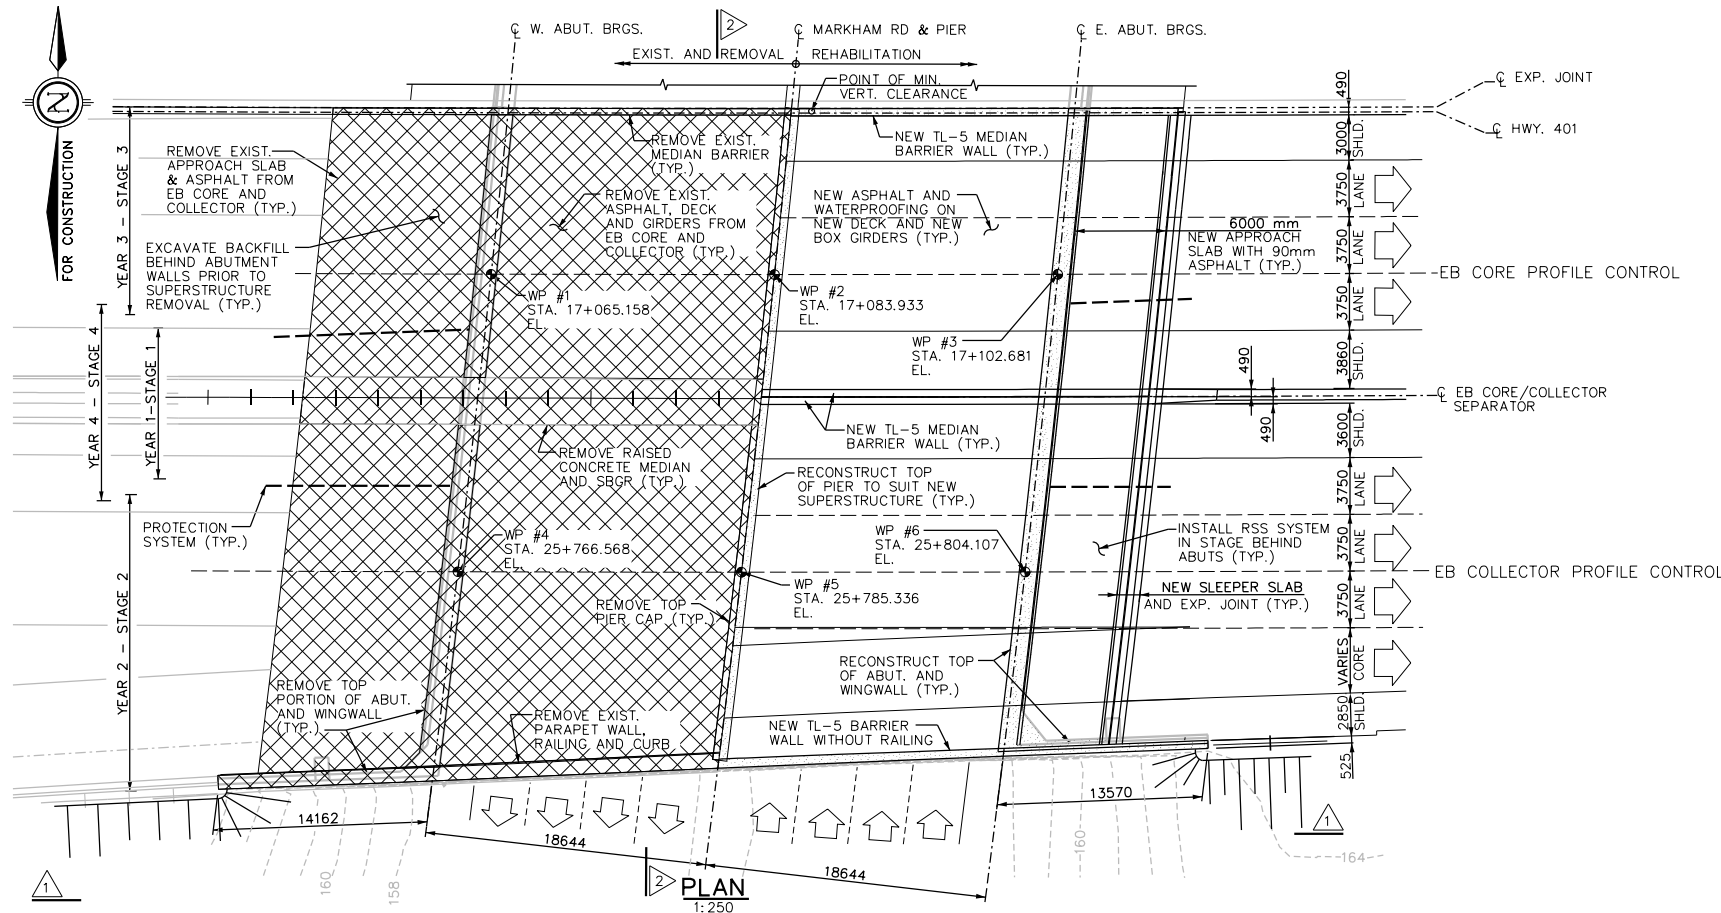 ℄ W. ABUT. BRGS.
2
℄ MARKHAM RD & PIER
℄ E. ABUT. BRGS.
EXIST. AND REMOVAL
REHABILITATION
POINT OF MIN.
VERT. CLEARANCE
490
℄ EXP. JOINT
℄ HWY. 401
N
FOR CONSTRUCTION
YEAR 3 - STAGE 3
REMOVE EXIST.
APPROACH SLAB
& ASPHALT FROM
EB CORE AND
COLLECTOR (TYP.)
REMOVE EXIST.
MEDIAN BARRIER
(TYP.)
NEW TL-5 MEDIAN
BARRIER WALL (TYP.)
3000
SHLD.
REMOVE EXIST.
ASPHALT, DECK
AND GIRDERS FROM
EB CORE AND
COLLECTOR (TYP.)
NEW ASPHALT AND
WATERPROOFING ON
NEW DECK AND NEW
BOX GIRDERS (TYP.)
3750
LANE
6000 mm
NEW APPROACH
SLAB WITH 90mm
ASPHALT (TYP.)
3750
LANE
EXCAVATE BACKFILL
BEHIND ABUTMENT
WALLS PRIOR TO
SUPERSTRUCTURE
REMOVAL (TYP.)
EB CORE PROFILE CONTROL
WP #1
STA. 17+065.158
EL.
WP #2
STA. 17+083.933
EL.
3750
LANE
WP #3
STA. 17+102.681
EL.
3860
SHLD.
YEAR 4 - STAGE 4
YEAR 1-STAGE 1
490
490
℄ EB CORE/COLLECTOR
SEPARATOR
NEW TL-5 MEDIAN
BARRIER WALL (TYP.)
3600
SHLD.
REMOVE RAISED
CONCRETE MEDIAN
AND SBGR (TYP.)
RECONSTRUCT TOP
OF PIER TO SUIT NEW
SUPERSTRUCTURE (TYP.)
3750
LANE
PROTECTION
SYSTEM (TYP.)
WP #4
STA. 25+766.568
EL.
WP #6
STA. 25+804.107
EL.
INSTALL RSS SYSTEM
IN STAGE BEHIND
ABUTS (TYP.)
3750
LANE
EB COLLECTOR PROFILE CONTROL
WP #5
STA. 25+785.336
EL.
NEW SLEEPER SLAB
AND EXP. JOINT (TYP.)
3750
LANE
YEAR 2 - STAGE 2
REMOVE TOP
PIER CAP (TYP.)
RECONSTRUCT TOP
OF ABUT. AND
WINGWALL (TYP.)
VARIES
CORE
REMOVE TOP
PORTION OF ABUT.
AND WINGWALL
(TYP.)
REMOVE EXIST.
PARAPET WALL,
RAILING AND CURB
NEW TL-5 BARRIER
WALL WITHOUT RAILING
2850
SHLD.
525
14162
18644
18644
13570
160
158
160
164
1
1
2
PLAN
1:250